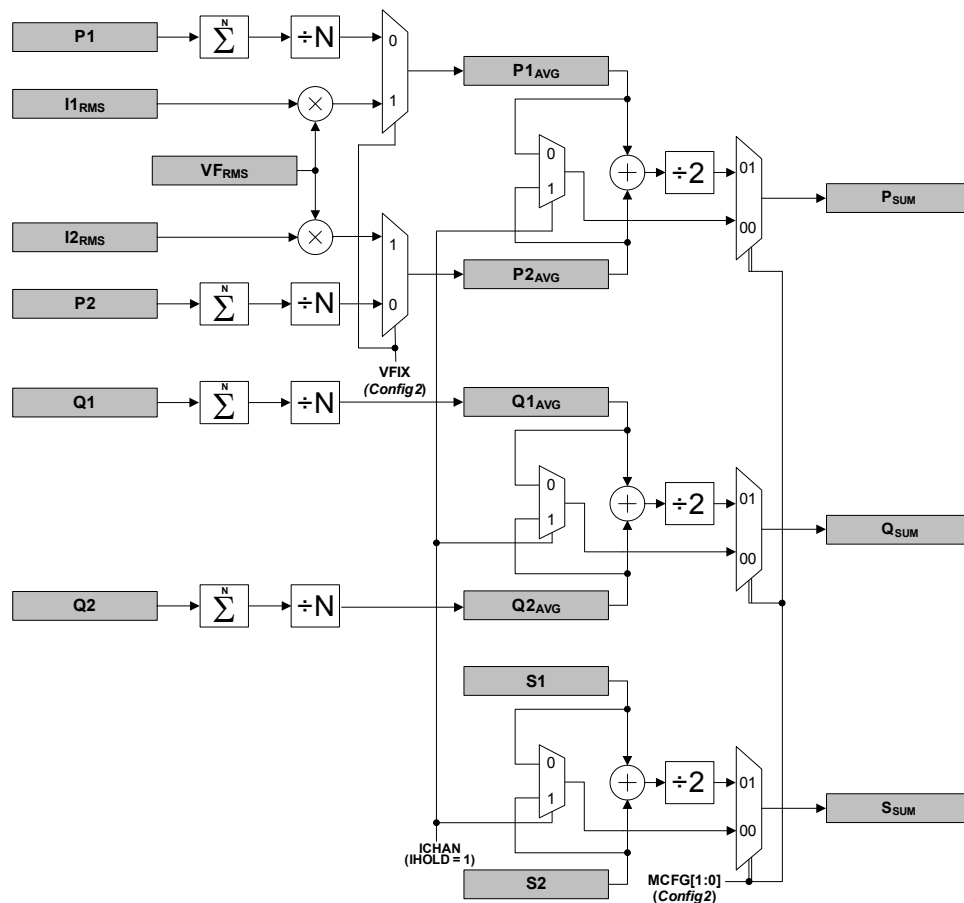 P1
N
∑
÷N
0
1
P1AVG
I1RMS
×
VFRMS
0
1
+
÷2
01
00
PSUM
I2RMS
×
1
0
P2AVG
P2
N
∑
÷N
VFIX
(Config2)
Q1
N
∑
÷N
Q1AVG
0
1
+
÷2
01
00
QSUM
Q2
N
∑
÷N
Q2AVG
S1
0
1
+
÷2
01
00
SSUM
ICHAN
(IHOLD = 1)
S2
MCFG[1:0]
(Config2)